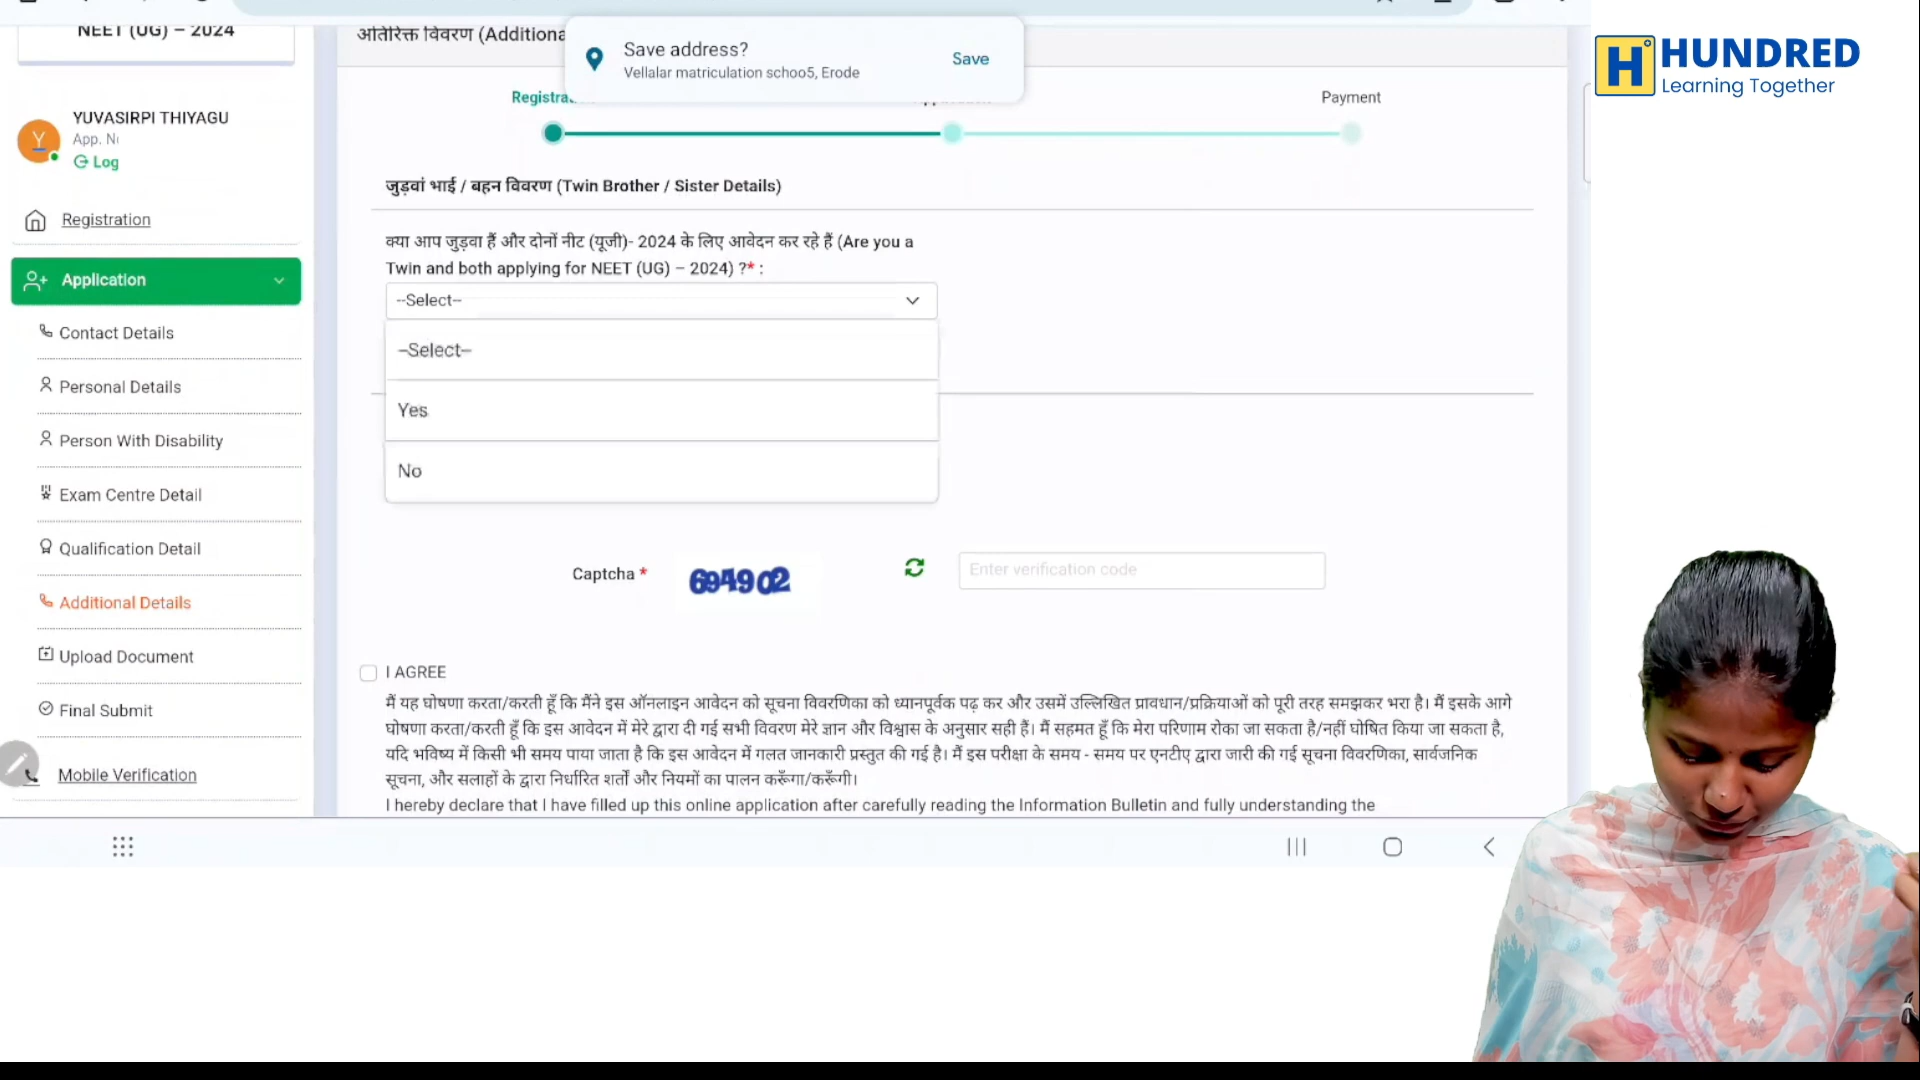 NEET (UG) – 2024
YUVASIRPI THIYAGU
App.
Log
Registration
Application
Contact Details
Personal Details
Person With Disability
Exam Centre Detail
Qualification Detail
Additional Details
Upload Document
Final Submit
Mobile Verification
अतिरिक्त विवरण (Additiona
Save address?
Vellalar matriculation schoo5, Erode
Save
Registra
Payment
जुड़वां भाई / बहन विवरण (Twin Brother / Sister Details)
क्या आप जुड़वा हैं और दोनों नीट (यूजी)- 2024 के लिए आवेदन कर रहे हैं (Are you a
Twin and both applying for NEET (UG) – 2024) ?* :
--Select--
--Select--
Yes
No
Captcha *
694902
Enter verification code
I AGREE
मैं यह घोषणा करता/करती हूँ कि मैंने इस ऑनलाइन आवेदन को सूचना विवरणिका को ध्यानपूर्वक पढ़ कर और उसमें उल्लिखित प्रावधान/प्रक्रियाओं को पूरी तरह समझकर भरा है। मैं इसके आगे
घोषणा करता/करती हूँ कि इस आवेदन में मेरे द्वारा दी गई सभी विवरण मेरे ज्ञान और विश्वास के अनुसार सही हैं। मैं सहमत हूँ कि मेरा परिणाम रोका जा सकता है/नहीं घोषित किया जा सकता है,
यदि भविष्य में किसी भी समय पाया जाता है कि इस आवेदन में गलत जानकारी प्रस्तुत की गई है। मैं इस परीक्षा के समय - समय पर एनटीए द्वारा जारी की गई सूचना विवरणिका, सार्वजनिक
सूचना, और सलाहों के द्वारा निर्धारित शर्तों और नियमों का पालन करूँगा/करूँगी।
I hereby declare that I have filled up this online application after carefully reading the Information Bulletin and fully understanding the
HUNDRED
Learning Together